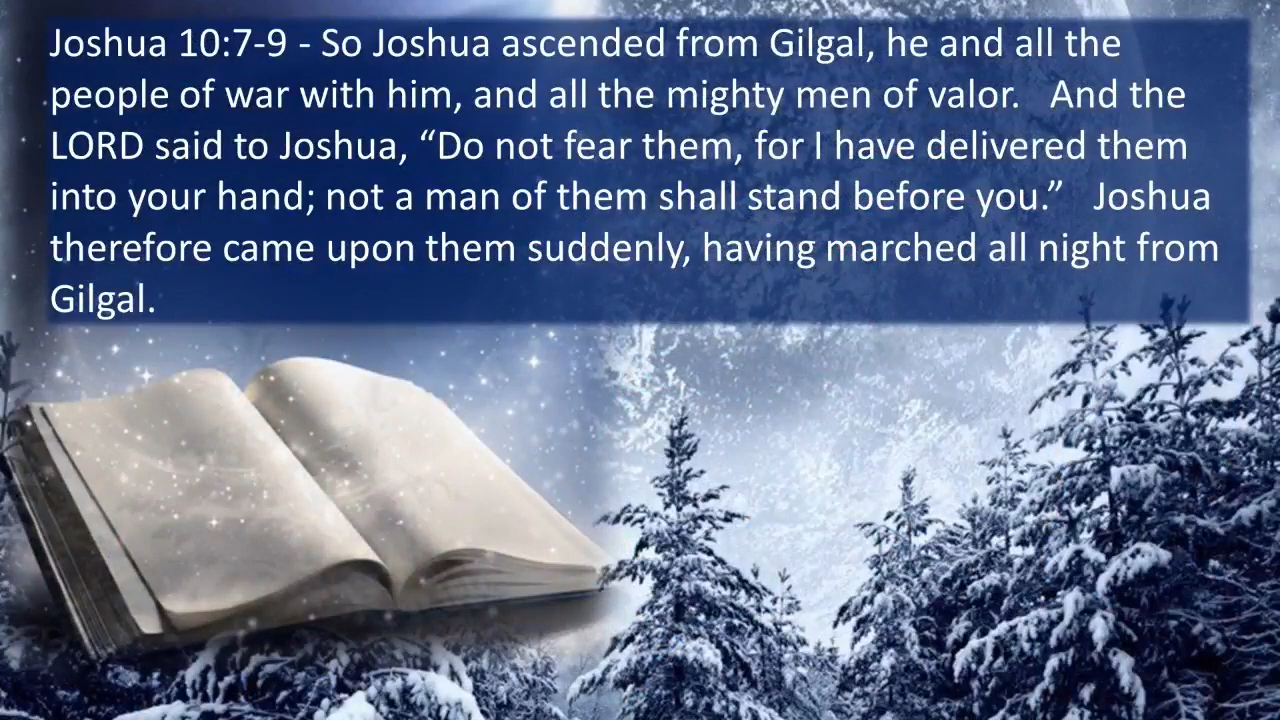 Joshua 10:7-9 - So Joshua ascended from Gilgal, he and all the
people of war with him, and all the mighty men of valor.   And the
LORD said to Joshua, “Do not fear them, for I have delivered them
into your hand; not a man of them shall stand before you.”   Joshua
therefore came upon them suddenly, having marched all night from
Gilgal.